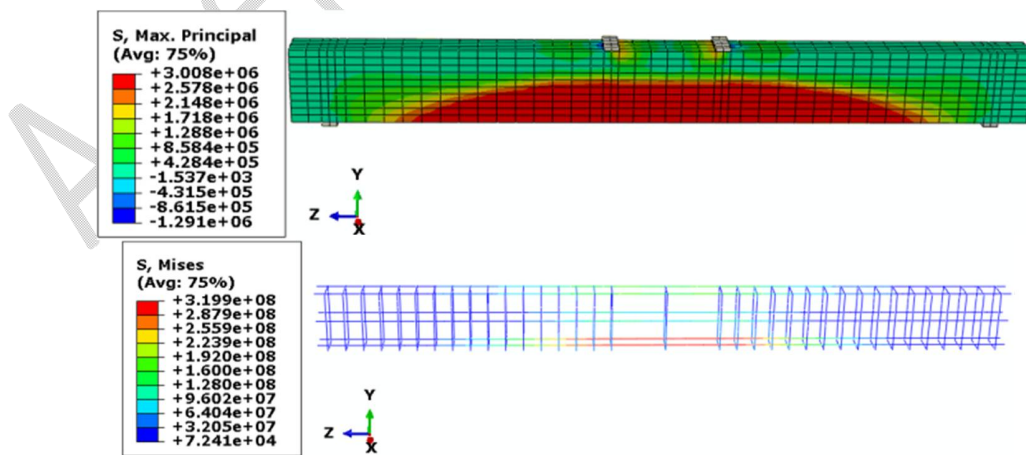 S, Max. Principal
(Avg: 75%)
+3.008e+06
+2.578e+06
+2.148e+06
+1.718e+06
+1.288e+06
+8.584e+05
+4.284e+05
-1.537e+03
-4.315e+05
-8.615e+05
-1.291e+06
Y
Z
X
S, Mises
(Avg: 75%)
+3.199e+08
+2.879e+08
+2.559e+08
+2.239e+08
+1.920e+08
+1.600e+08
+1.280e+08
+9.602e+07
+6.404e+07
+3.205e+07
+7.241e+04
Y
Z
X